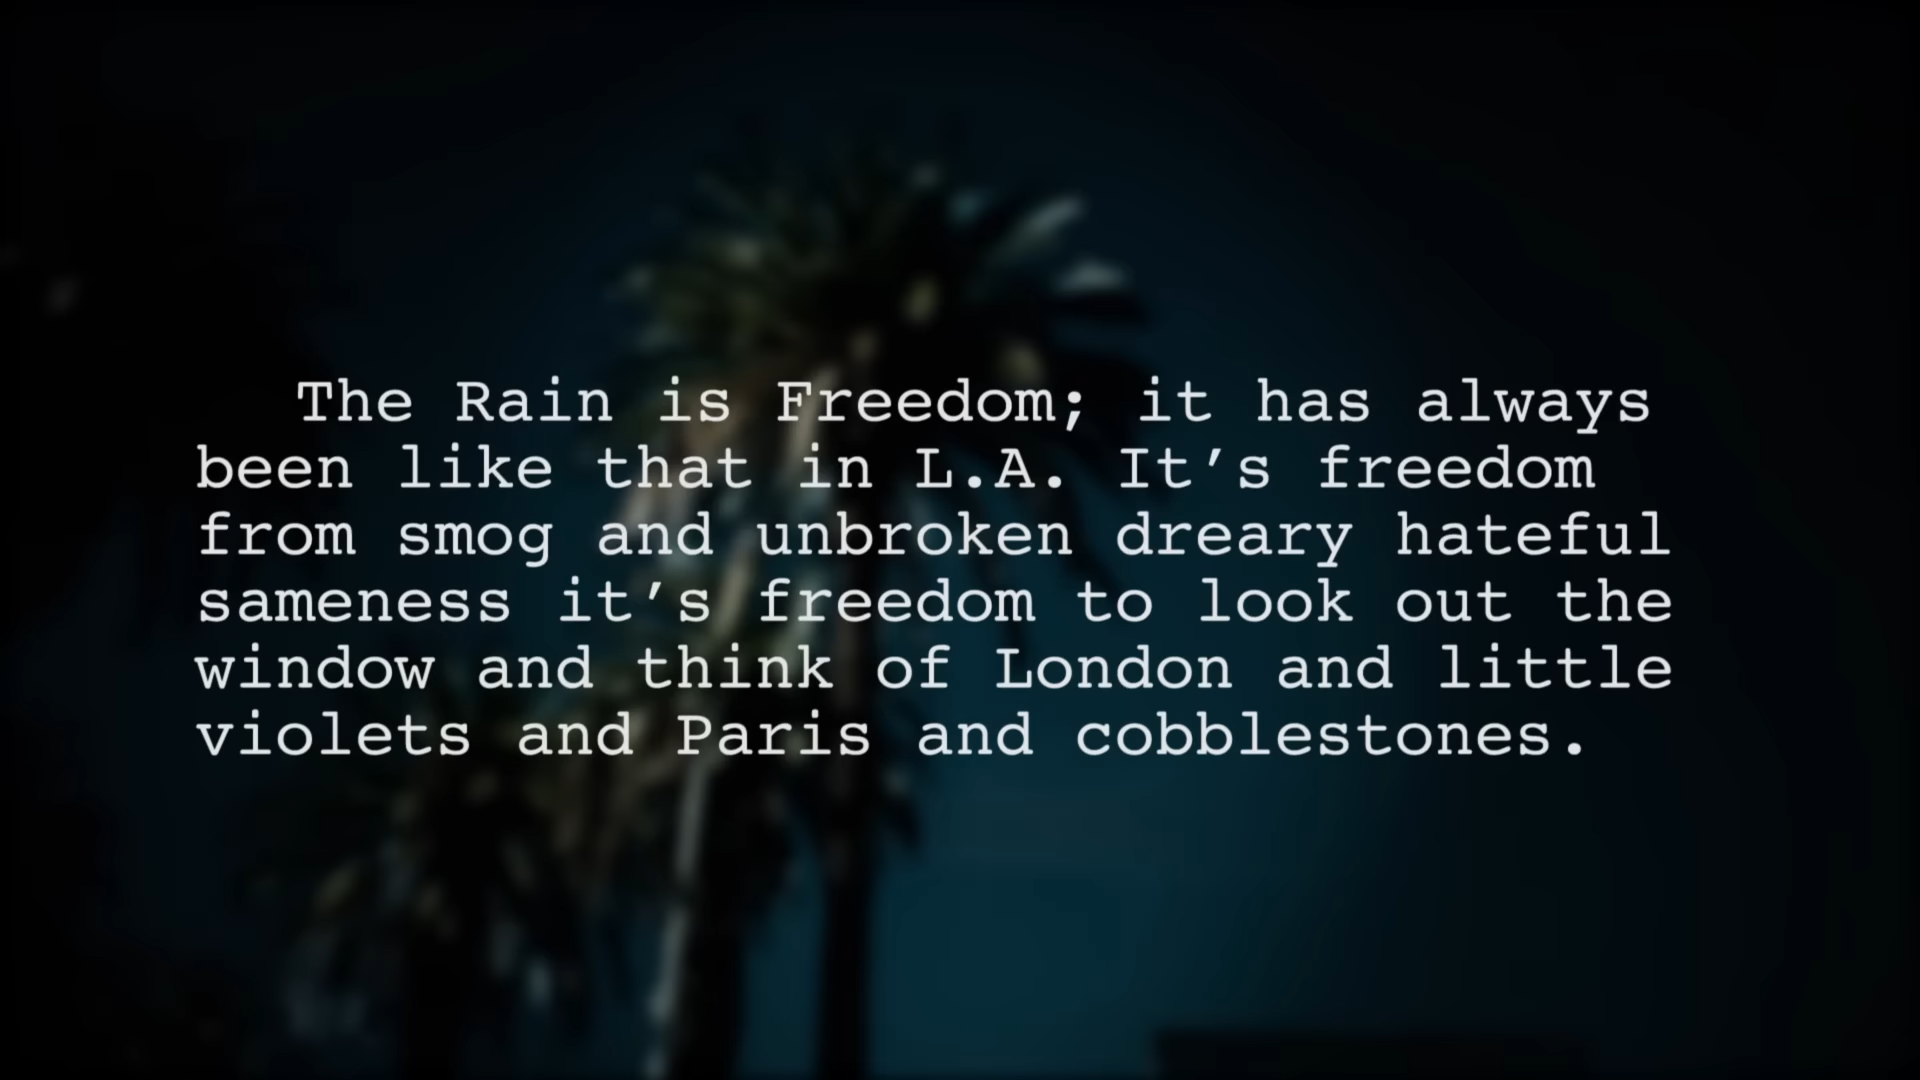 The Rain is Freedom; it has always
been like that in L.A. It’s freedom
from smog and unbroken dreary hateful
sameness it’s freedom to look out the
window and think of London and little
violets and Paris and cobblestones.